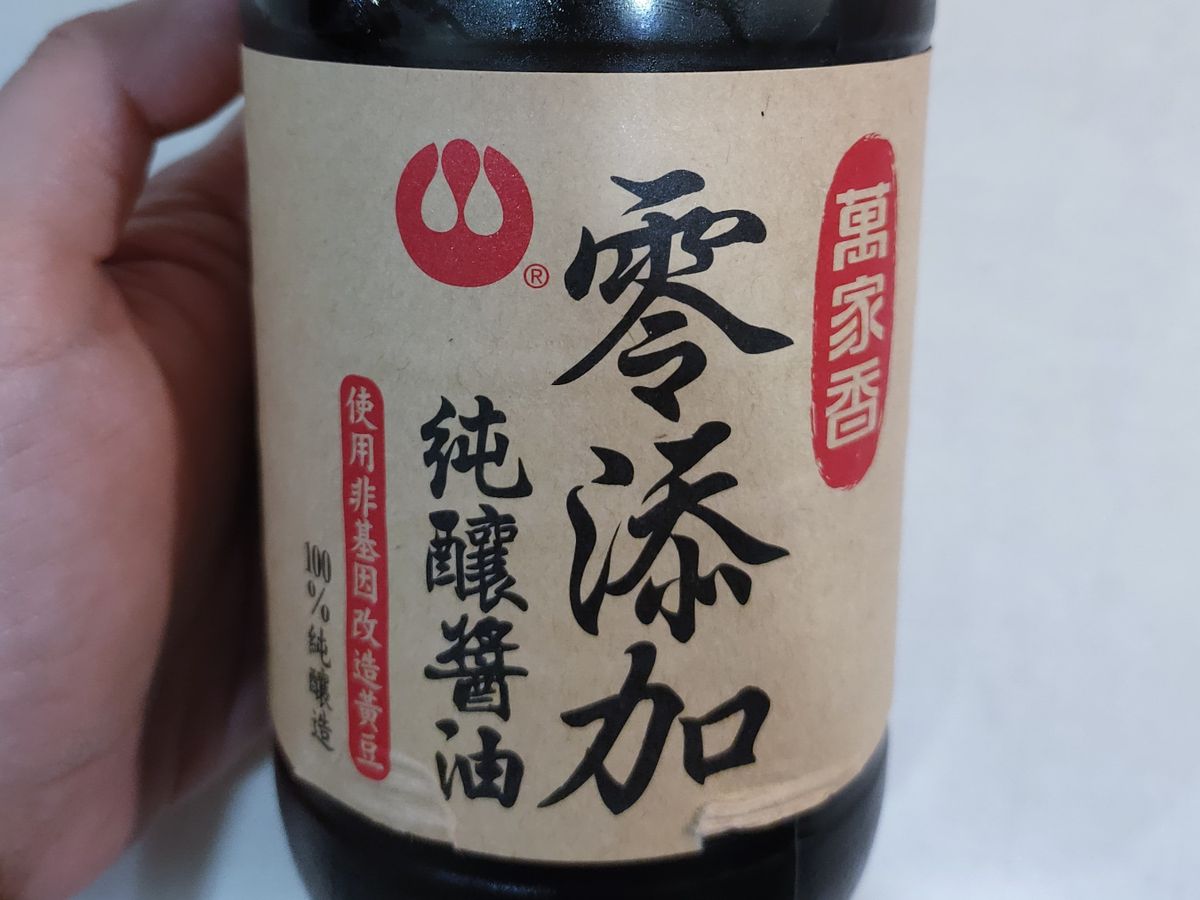 萬家香
零添加
純釀醬油
使用非基因改造黃豆
100%純釀造
®